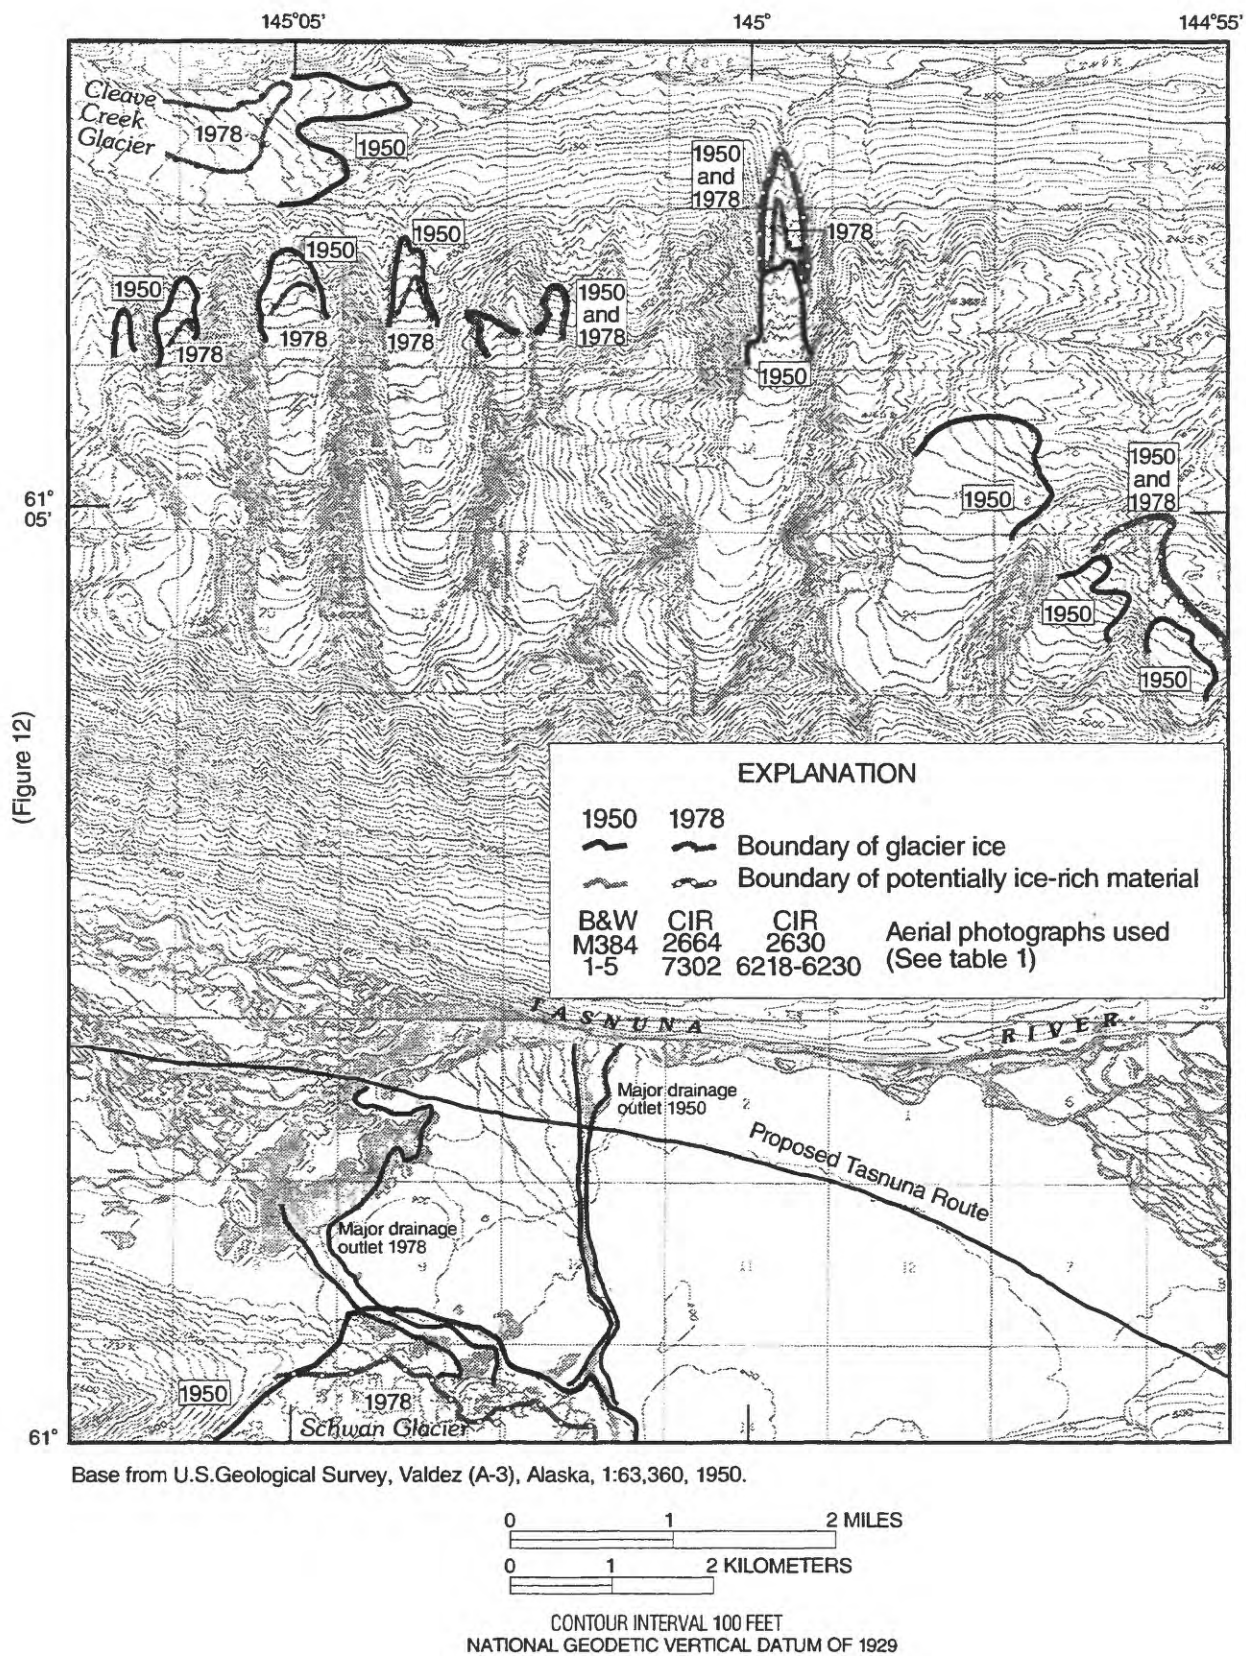 145°05'
145°
144°55'
Cleave
Creek
Glacier
1978
1950
1950
and
1978
1978
1950
1950
1950
1978
1978
1978
1950
and
1978
1950
1950
1950
and
1978
1950
1950
61°
05'
(Figure 12)
EXPLANATION
1950 1978
Boundary of glacier ice
Boundary of potentially ice-rich material
B&W CIR CIR
M384 2664 2630
1-5 7302 6218-6230
Aerial photographs used
(See table 1)
TASNUNA RIVER
Major drainage
outlet 1950
Proposed Tasnuna Route
Major drainage
outlet 1978
1950
1978
Schwan Glacier
61°
Base from U.S.Geological Survey, Valdez (A-3), Alaska, 1:63,360, 1950.
0 1 2 MILES
0 1 2 KILOMETERS
CONTOUR INTERVAL 100 FEET
NATIONAL GEODETIC VERTICAL DATUM OF 1929